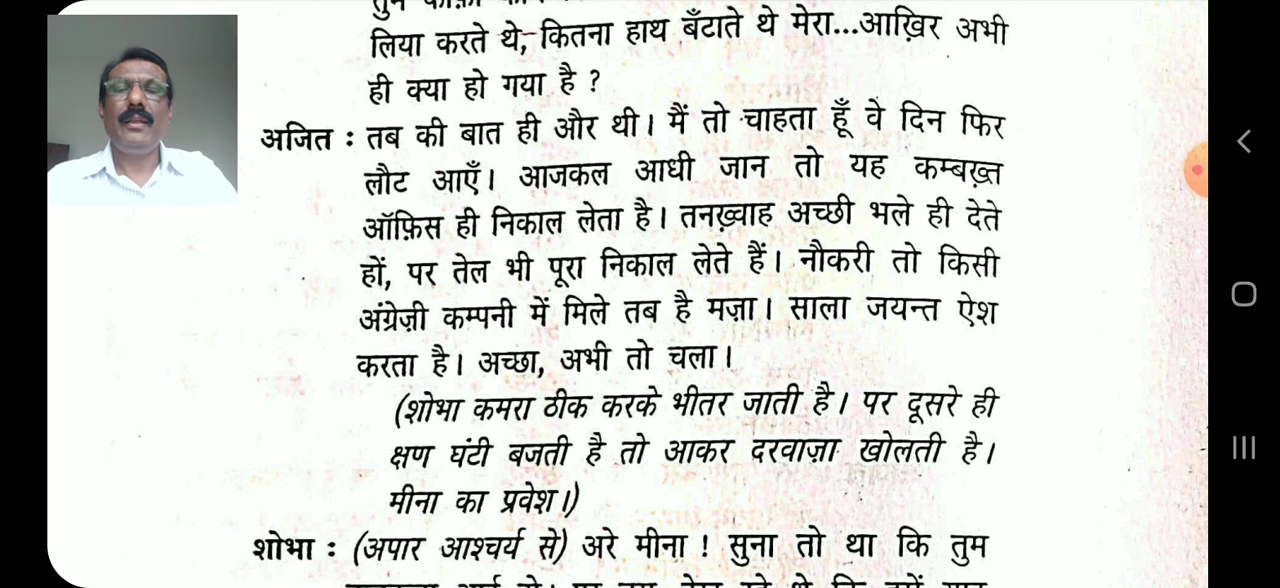 तुम
लिया करते थे, कितना हाथ बँटाते थे मेरा...आख़िर अभी
ही क्या हो गया है ?
अजित : तब की बात ही और थी। मैं तो चाहता हूँ वे दिन फिर
लौट आएँ। आजकल आधी जान तो यह कम्बख़्त
ऑफ़िस ही निकाल लेता है। तनख़्वाह अच्छी भले ही देते
हों, पर तेल भी पूरा निकाल लेते हैं। नौकरी तो किसी
अंग्रेज़ी कम्पनी में मिले तब है मज़ा। साला जयन्त ऐश
करता है। अच्छा, अभी तो चला।
(शोभा कमरा ठीक करके भीतर जाती है। पर दूसरे ही
क्षण घंटी बजती है तो आकर दरवाज़ा खोलती है।
मीना का प्रवेश।)
शोभा : (अपार आश्चर्य से) अरे मीना ! सुना तो था कि तुम